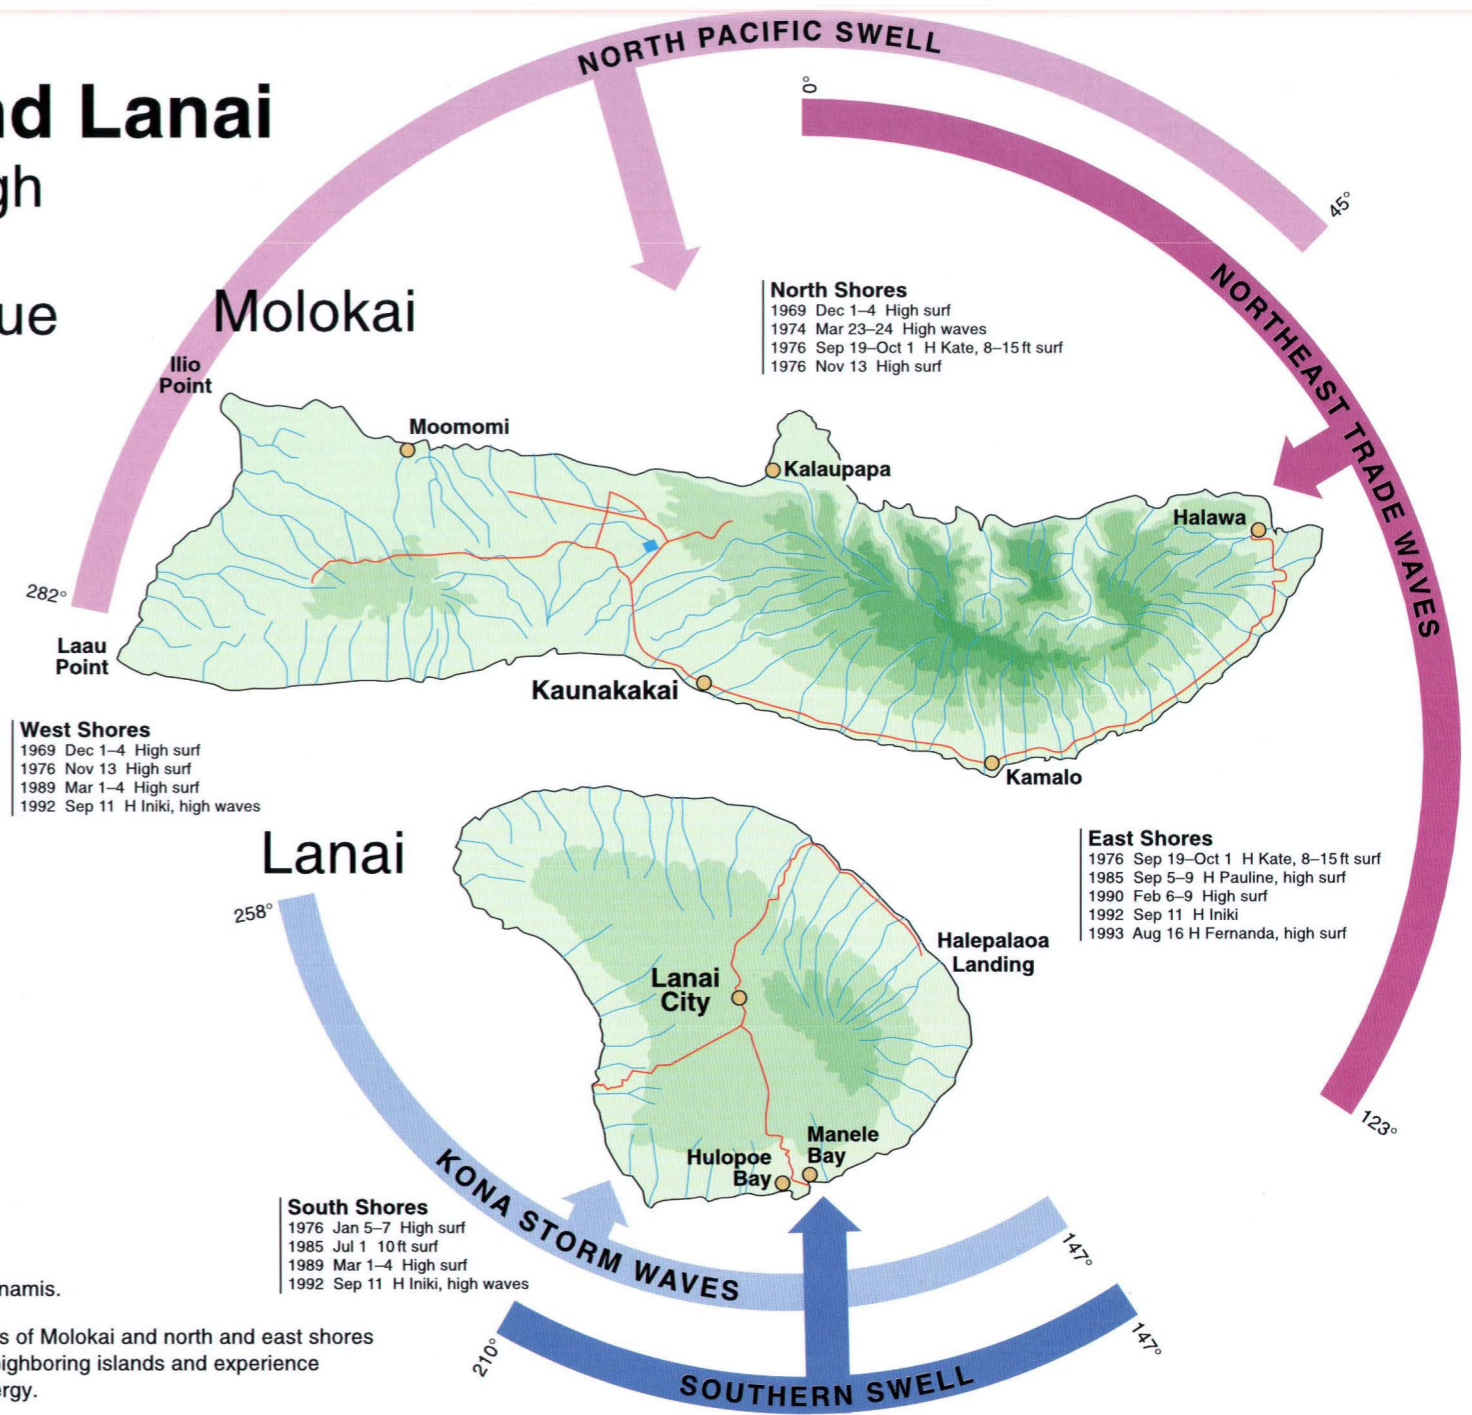 NORTH PACIFIC SWELL
0°
nd Lanai
gh
45°
ue
Molokai
NORTHEAST TRADE WAVES
North Shores
1969 Dec 1–4 High surf
1974 Mar 23–24 High waves
1976 Sep 19–Oct 1 H Kate, 8–15 ft surf
1976 Nov 13 High surf
Ilio
Point
Moomomi
Kalaupapa
Halawa
282°
Laau
Point
Kaunakakai
West Shores
1969 Dec 1–4 High surf
1976 Nov 13 High surf
1989 Mar 1–4 High surf
1992 Sep 11 H Iniki, high waves
Kamalo
Lanai
East Shores
1976 Sep 19–Oct 1 H Kate, 8–15 ft surf
1985 Sep 5–9 H Pauline, high surf
1990 Feb 6–9 High surf
1992 Sep 11 H Iniki
1993 Aug 16 H Fernanda, high surf
258°
Halepalaoa
Landing
Lanai
City
123°
Manele
Bay
Hulopoe
Bay
KONA STORM WAVES
South Shores
1976 Jan 5–7 High surf
1985 Jul 1 10 ft surf
1989 Mar 1–4 High surf
1992 Sep 11 H Iniki, high waves
147°
namis.
210°
147°
s of Molokai and north and east shores
eighboring islands and experience
ergy.
SOUTHERN SWELL